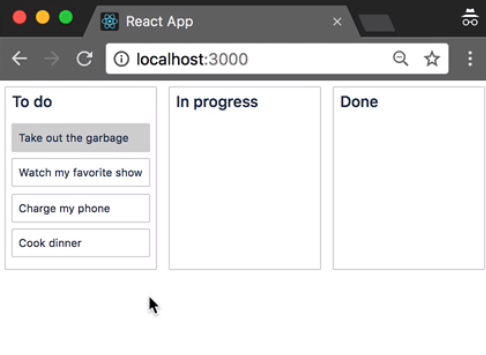 React App
localhost:3000
To do
Take out the garbage
Watch my favorite show
Charge my phone
Cook dinner
In progress
Done